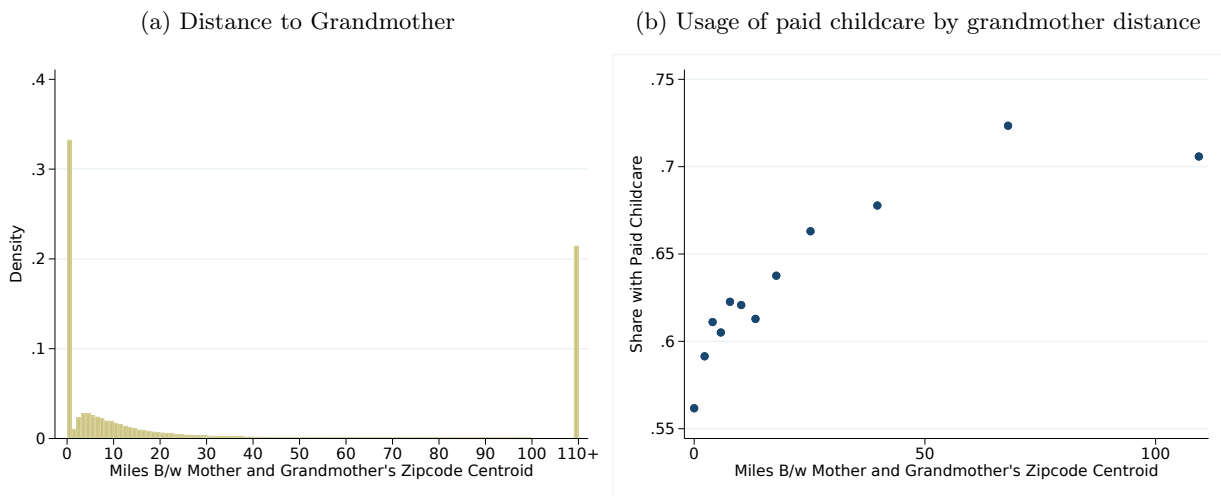 (a) Distance to Grandmother
.4
.3
.2
.1
0
Density
0 10 20 30 40 50 60 70 80 90 100 110+
Miles B/w Mother and Grandmother's Zipcode Centroid
(b) Usage of paid childcare by grandmother distance
.75
.7
.65
.6
.55
Share with Paid Childcare
0 50 100
Miles B/w Mother and Grandmother's Zipcode Centroid